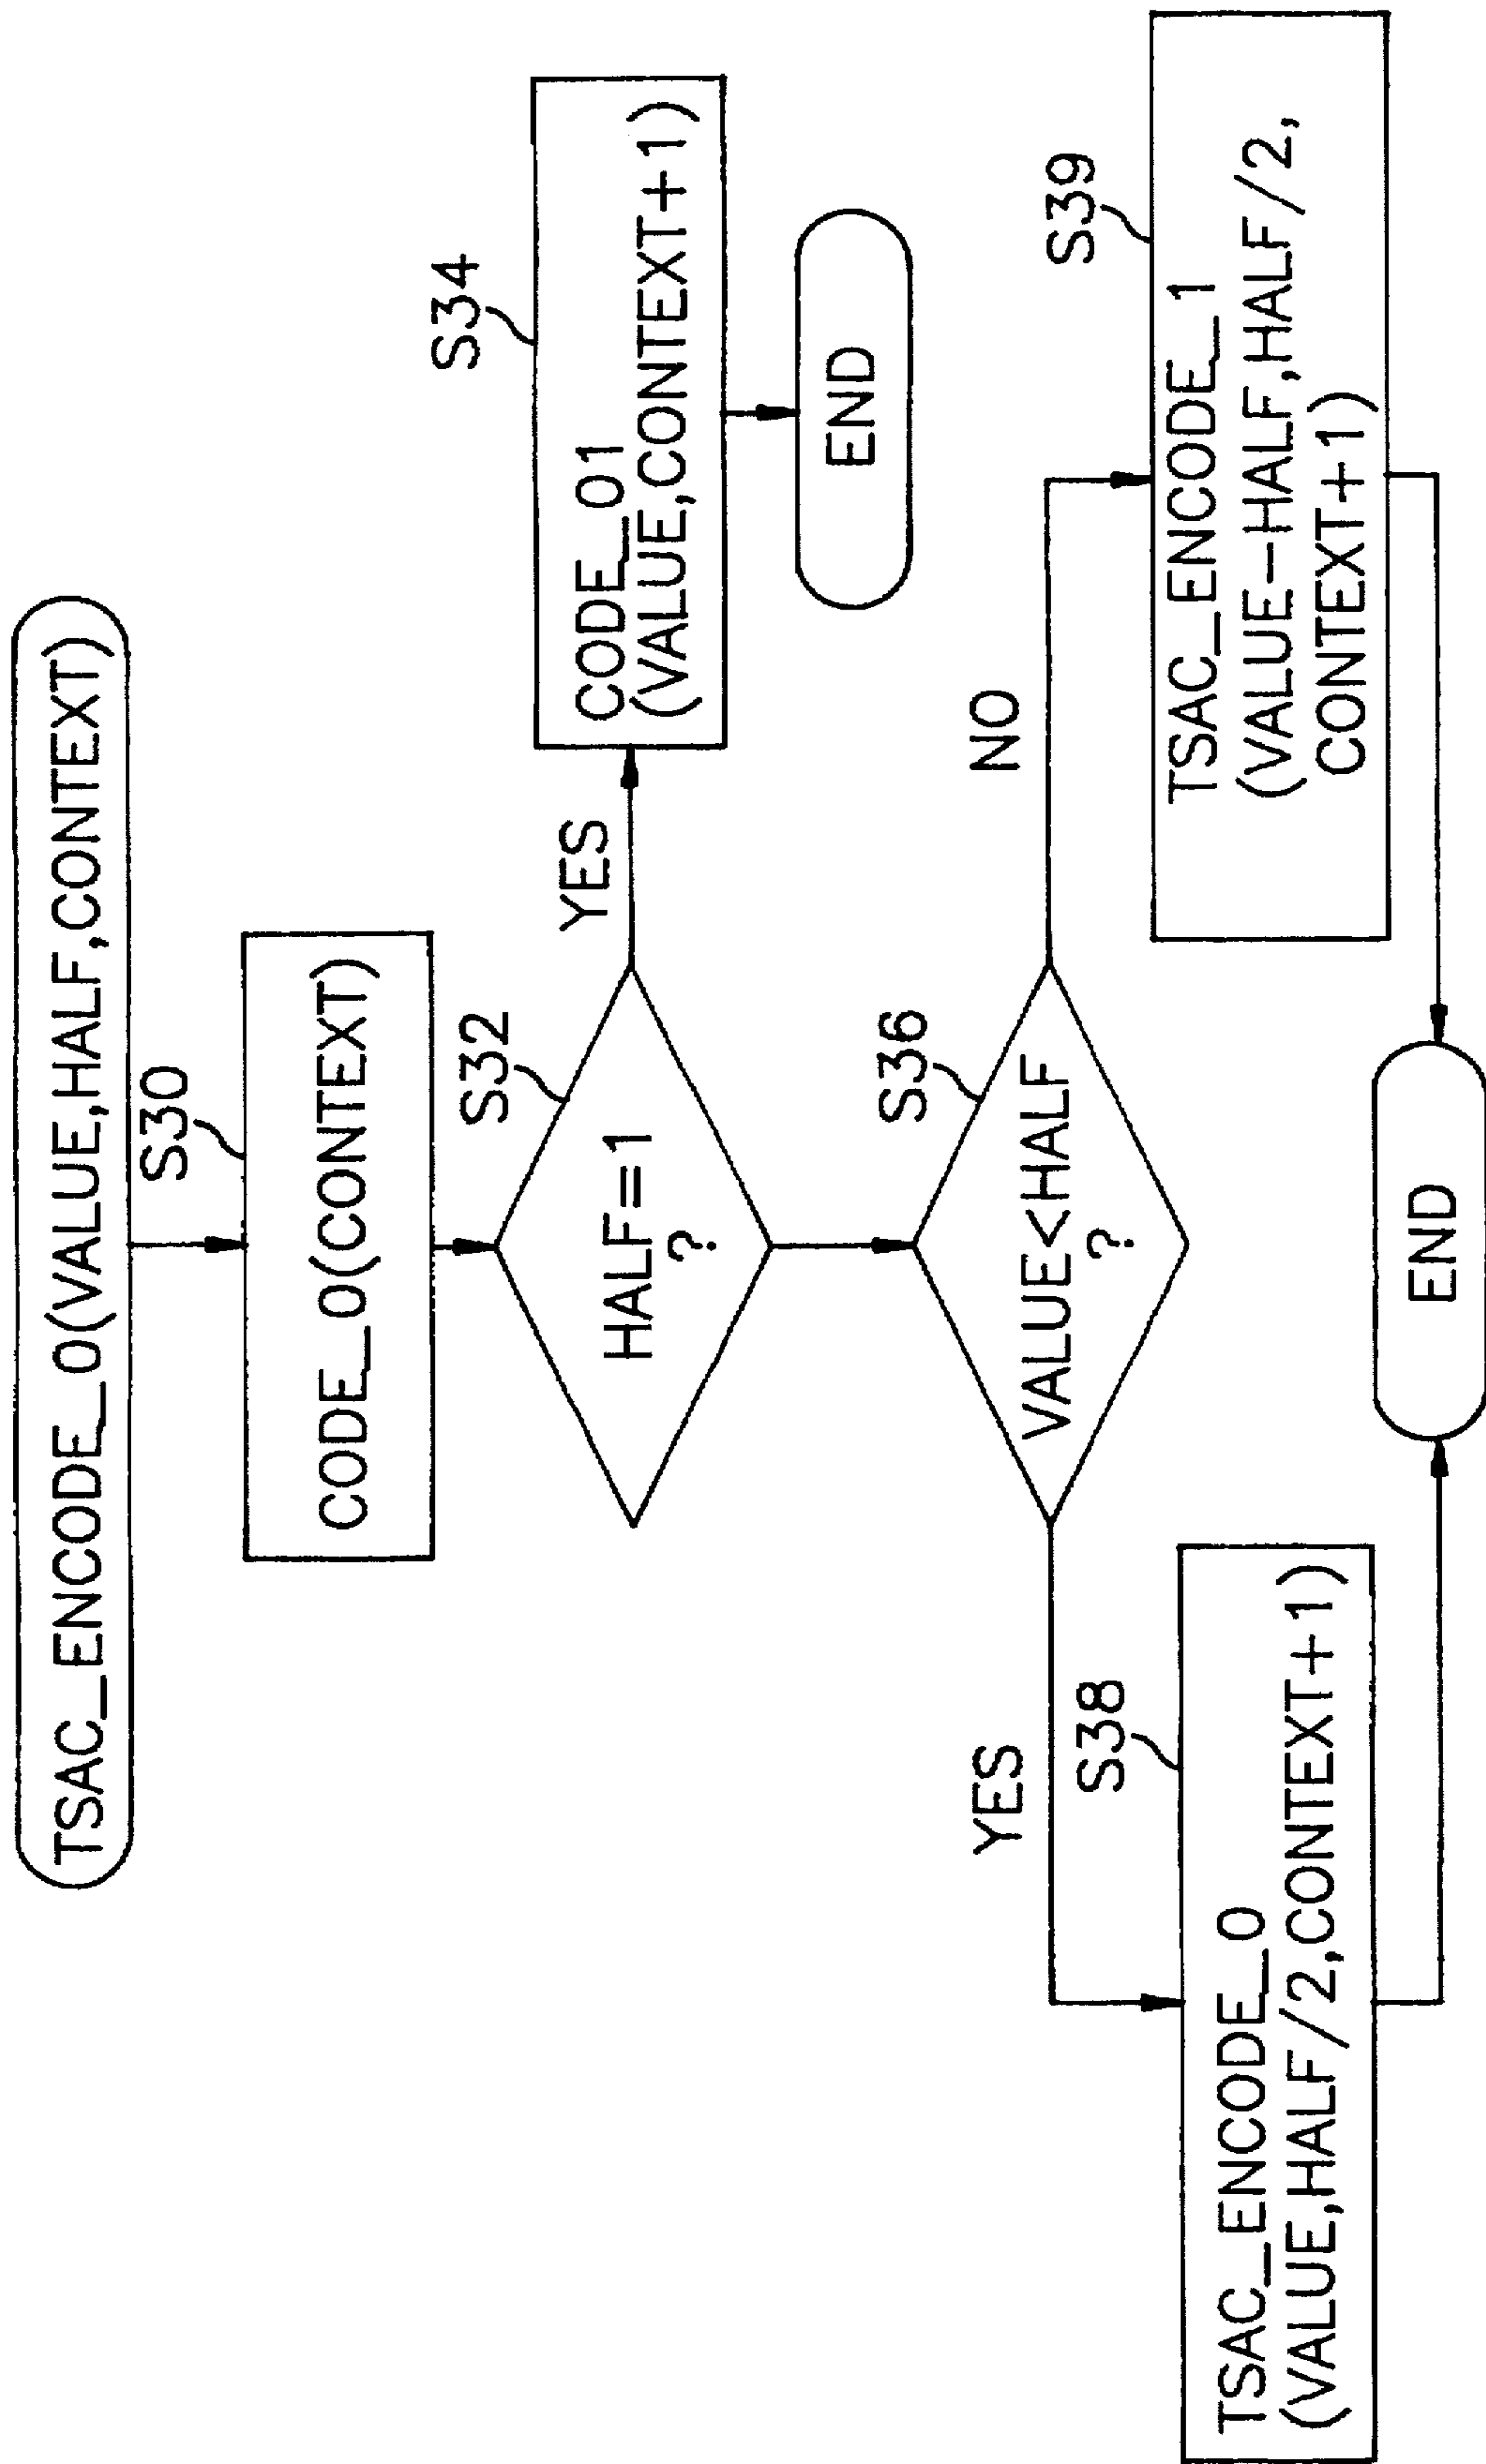 TSAC_ENCODE_0(VALUE,HALF,CONTEXT)
S30
CODE_0(CONTEXT)
S32
HALF=1
?
YES
S34
CODE_01
(VALUE,CONTEXT+1)
END
S36
VALUE<HALF
?
YES
S38
TSAC_ENCODE_0
(VALUE,HALF/2,CONTEXT+1)
NO
S39
TSAC_ENCODE_1
(VALUE-HALF,HALF/2,
CONTEXT+1)
END